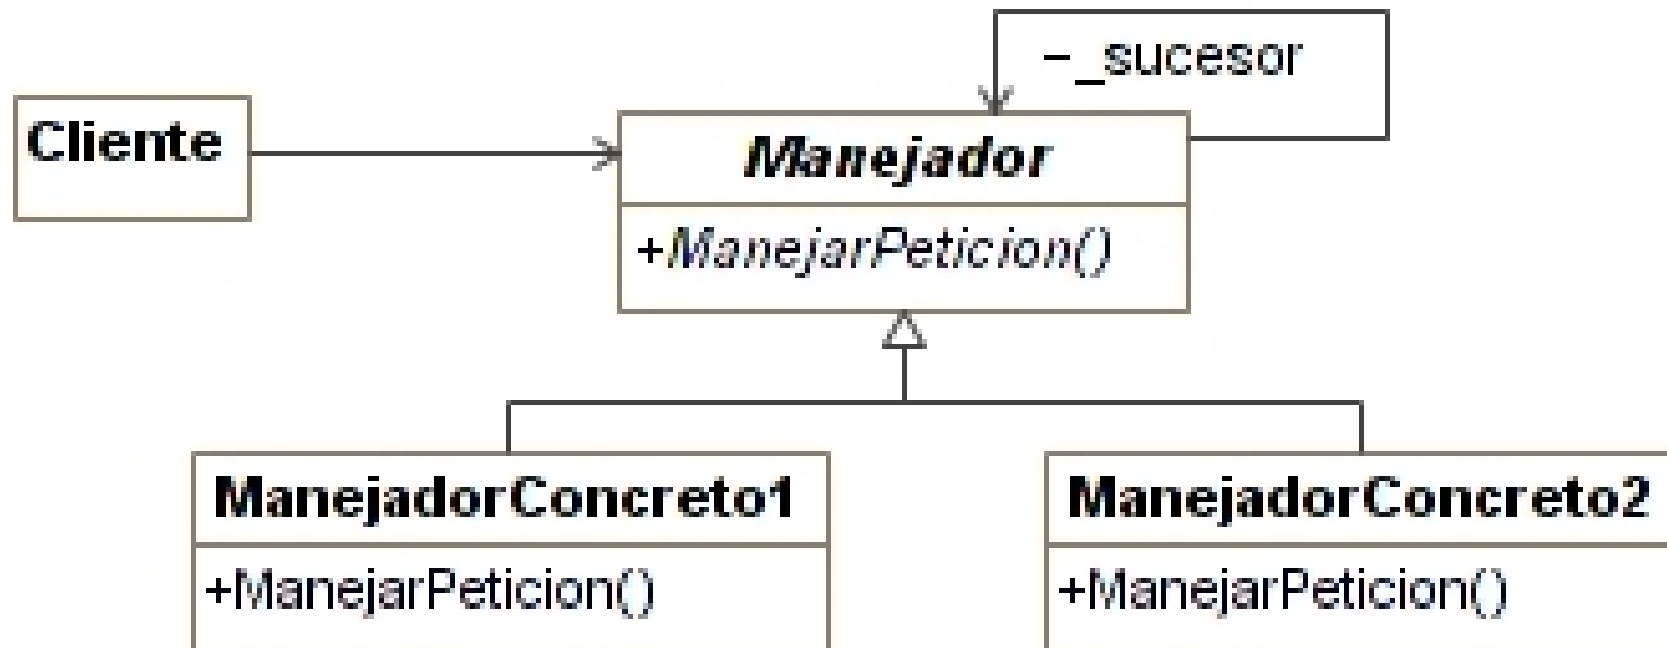 –_sucesor
Cliente
Manejador
+ManejarPeticion()
ManejadorConcreto1
ManejadorConcreto2
+ManejarPeticion()
+ManejarPeticion()